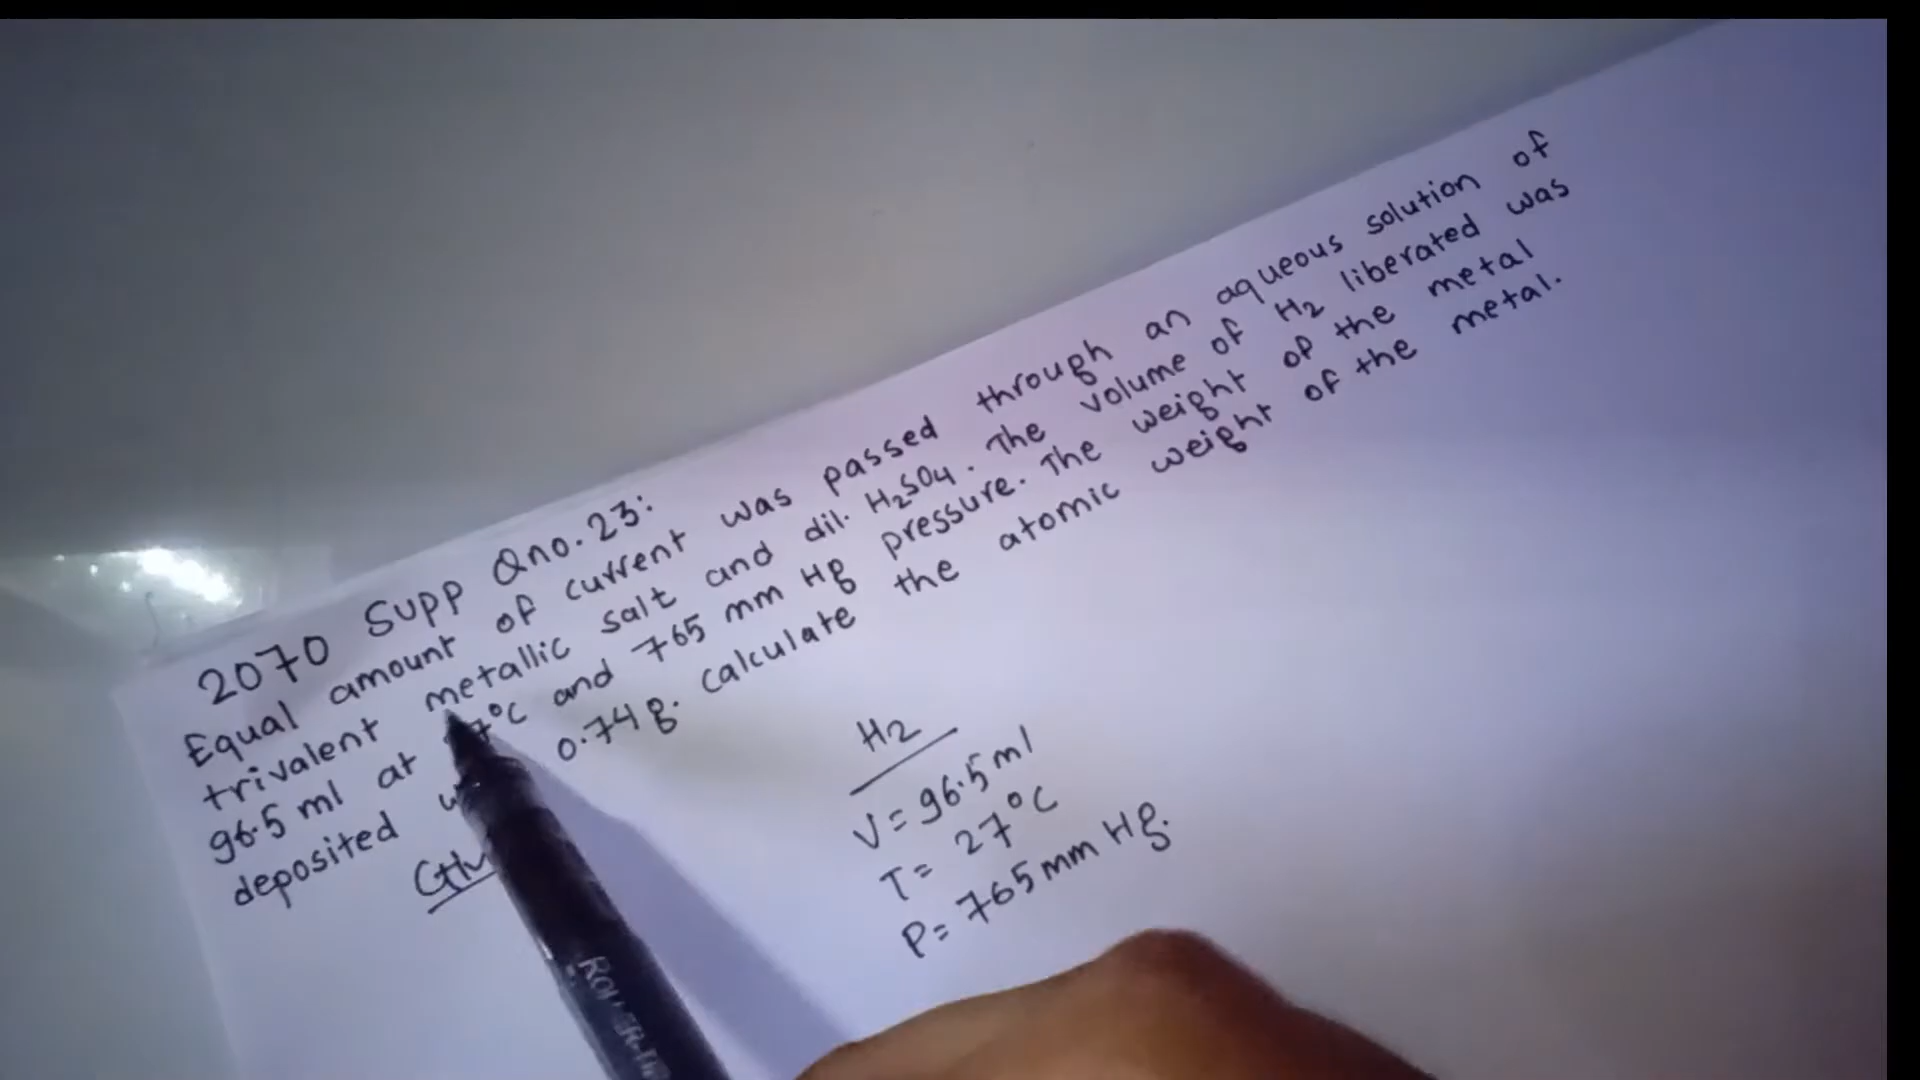 2070 Supp Qno. 23:
Equal amount of current was passed through an aqueous solution of
trivalent metallic salt and dil. H₂SO₄. The volume of H₂ liberated was
96.5 ml at 7°C and 765 mm Hg pressure. The weight of the metal
deposited 0.74 g. calculate the atomic weight of the metal.
H₂
V = 96.5 ml
T = 27°C
P = 765 mm Hg.